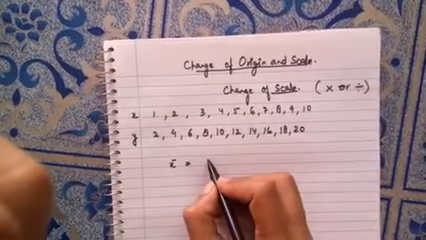 Change of Origin and Scale.
Change of Scale. ( × or ÷ )
x 1, 2, 3, 4, 5, 6, 7, 8, 9, 10
y 2, 4, 6, 8, 10, 12, 14, 16, 18, 20
x̄ =